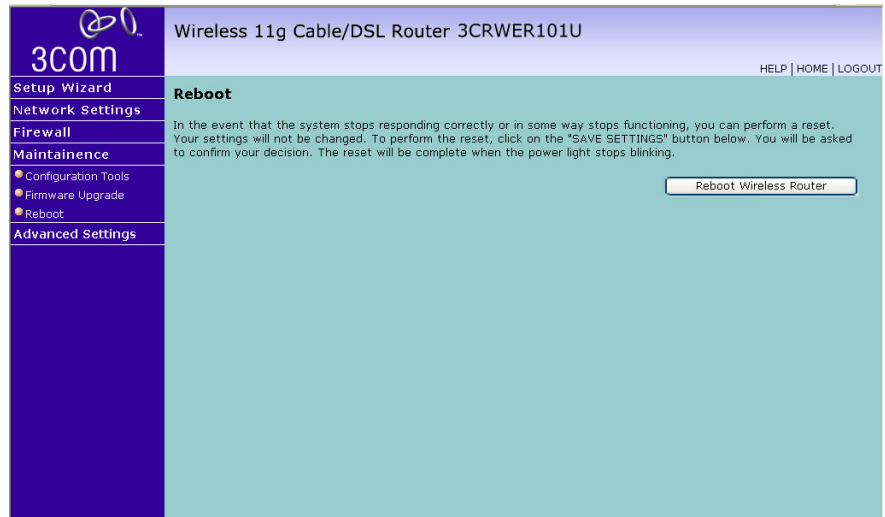 3COM
Wireless 11g Cable/DSL Router 3CRWER101U
HELP | HOME | LOGOUT
Setup Wizard
Network Settings
Firewall
Maintainence
Configuration Tools
Firmware Upgrade
Reboot
Advanced Settings
Reboot
In the event that the system stops responding correctly or in some way stops functioning, you can perform a reset.
Your settings will not be changed. To perform the reset, click on the "SAVE SETTINGS" button below. You will be asked
to confirm your decision. The reset will be complete when the power light stops blinking.
Reboot Wireless Router